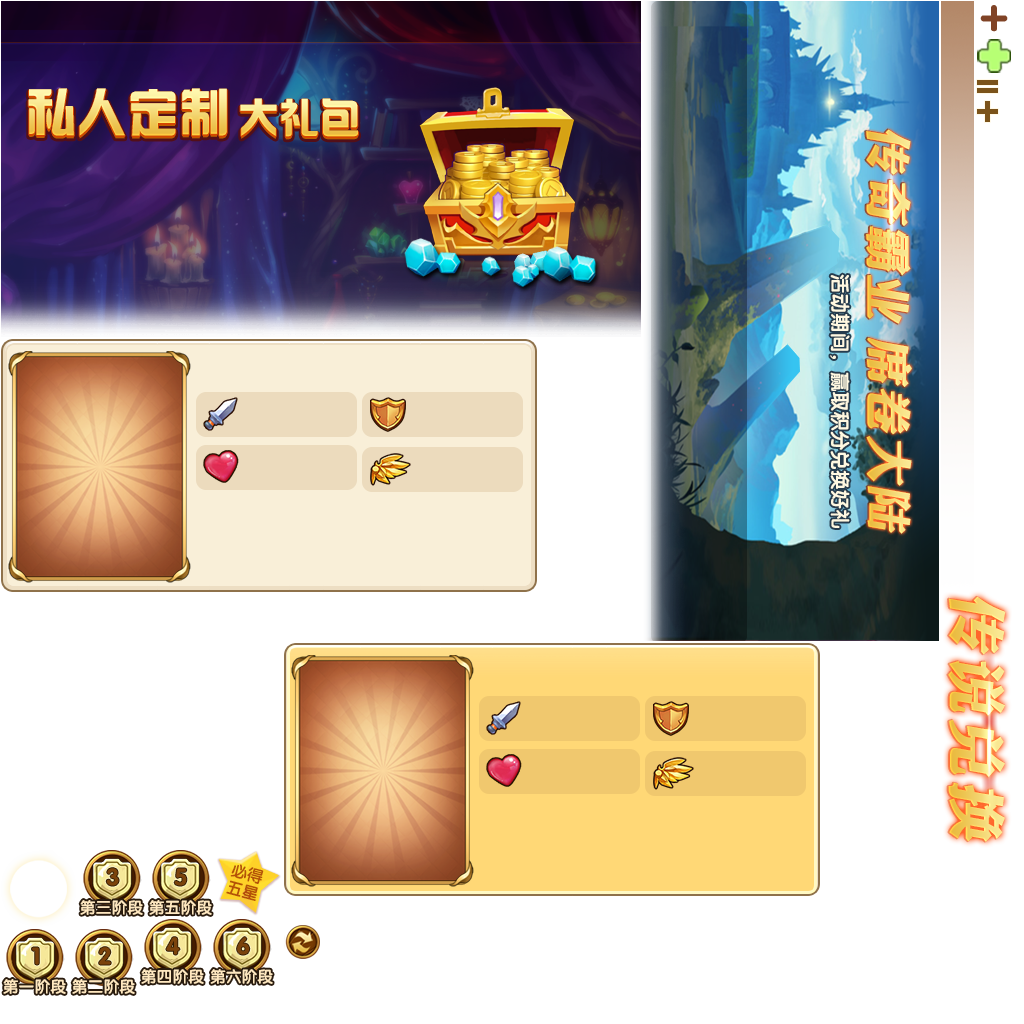 私人定制 大礼包
传奇霸业 席卷大陆
活动期间，赢取积分兑换好礼
传说兑换
必得
五星
3
第三阶段
5
第五阶段
1
第一阶段
2
第二阶段
4
第四阶段
6
第六阶段